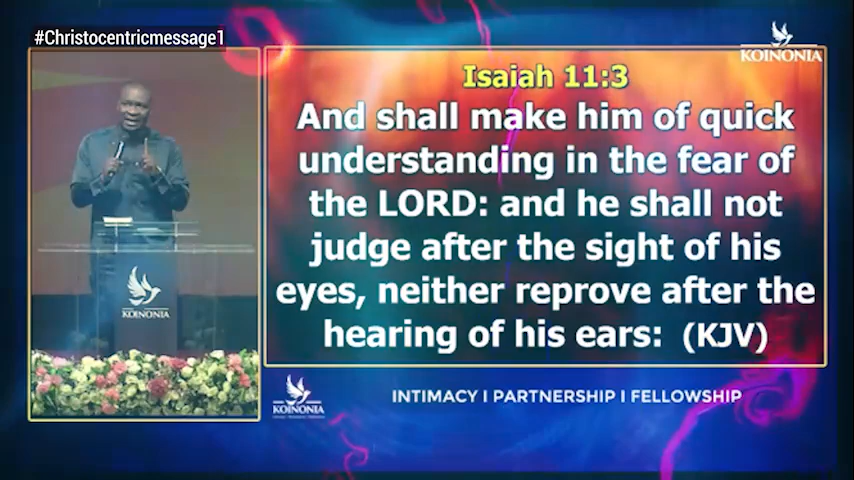 #Christocentricmessage1
KOINONIA
Isaiah 11:3
And shall make him of quick
understanding in the fear of
the LORD: and he shall not
judge after the sight of his
eyes, neither reprove after the
hearing of his ears: (KJV)
KOINONIA
KOINONIA
INTIMACY I PARTNERSHIP I FELLOWSHIP